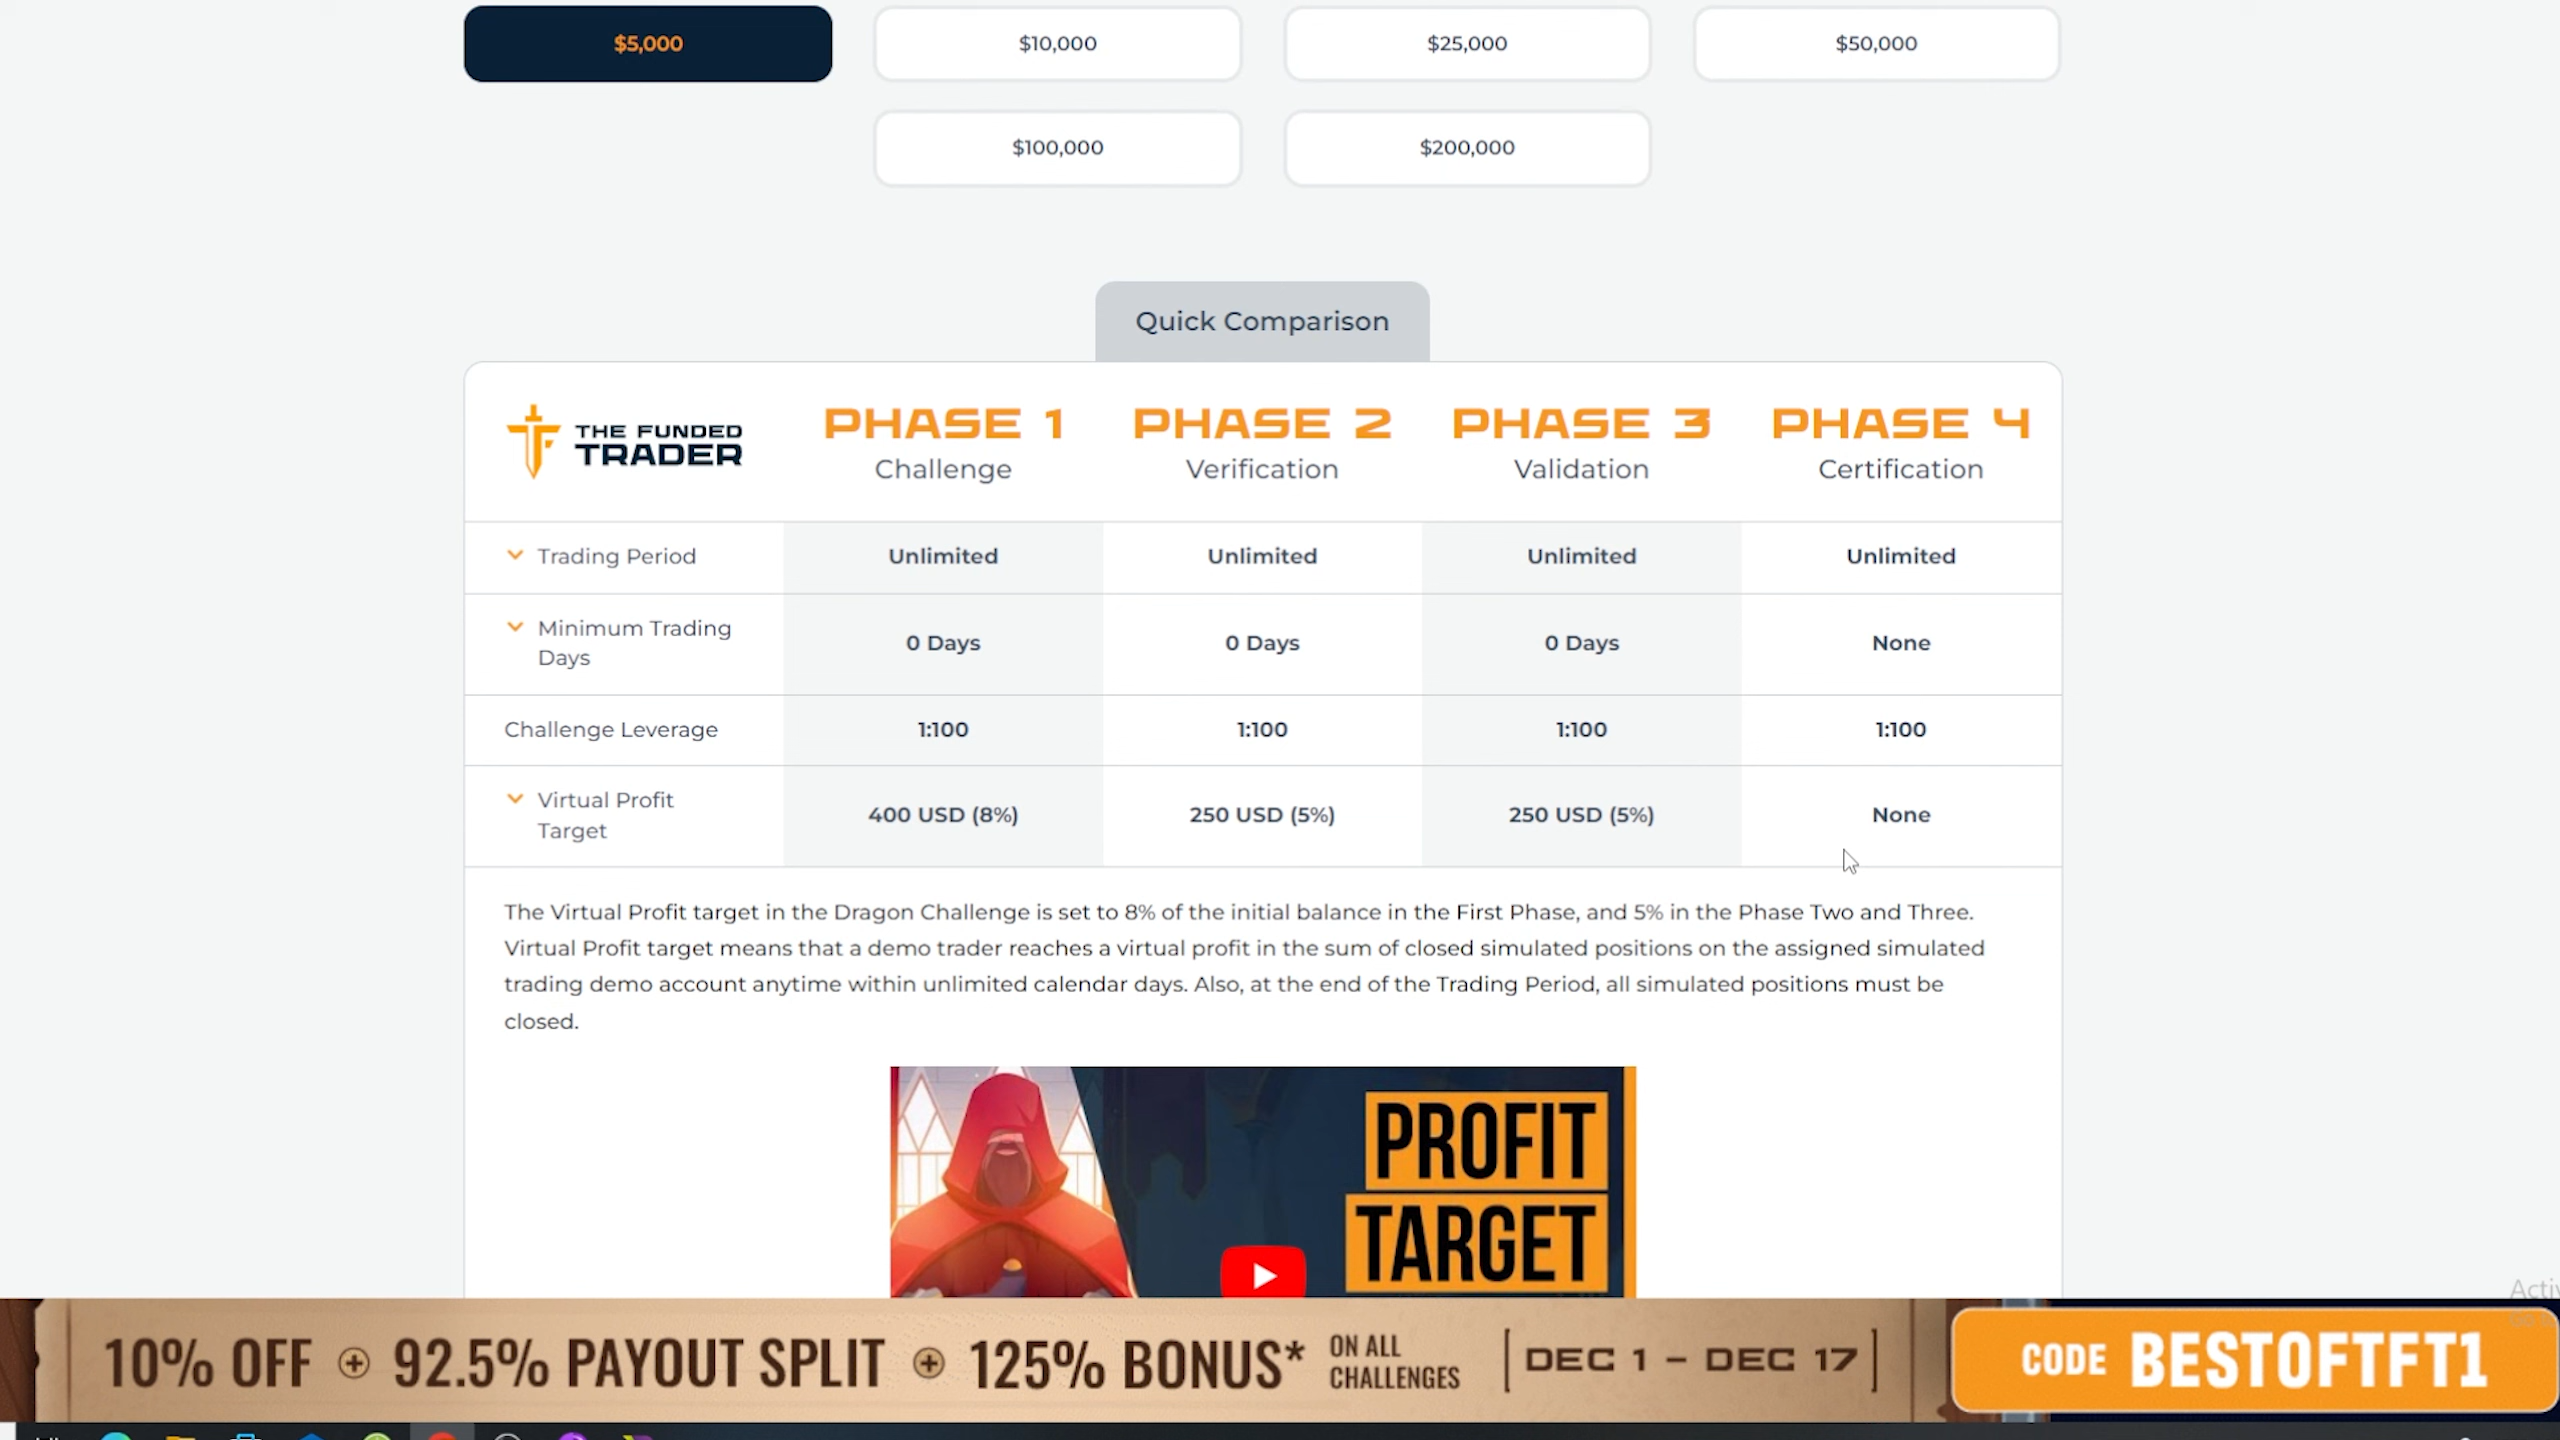 $5,000
$10,000
$25,000
$50,000
$100,000
$200,000
Quick Comparison
THE FUNDED
TRADER
PHASE 1
Challenge
PHASE 2
Verification
PHASE 3
Validation
PHASE 4
Certification
Trading Period
Unlimited
Unlimited
Unlimited
Unlimited
Minimum Trading
Days
0 Days
0 Days
0 Days
None
Challenge Leverage
1:100
1:100
1:100
1:100
Virtual Profit
Target
400 USD (8%)
250 USD (5%)
250 USD (5%)
None
The Virtual Profit target in the Dragon Challenge is set to 8% of the initial balance in the First Phase, and 5% in the Phase Two and Three.
Virtual Profit target means that a demo trader reaches a virtual profit in the sum of closed simulated positions on the assigned simulated
trading demo account anytime within unlimited calendar days. Also, at the end of the Trading Period, all simulated positions must be
closed.
PROFIT
TARGET
10% OFF
92.5% PAYOUT SPLIT
125% BONUS*
ON ALL
CHALLENGES
[DEC 1 – DEC 17]
CODE BESTOFTFT1